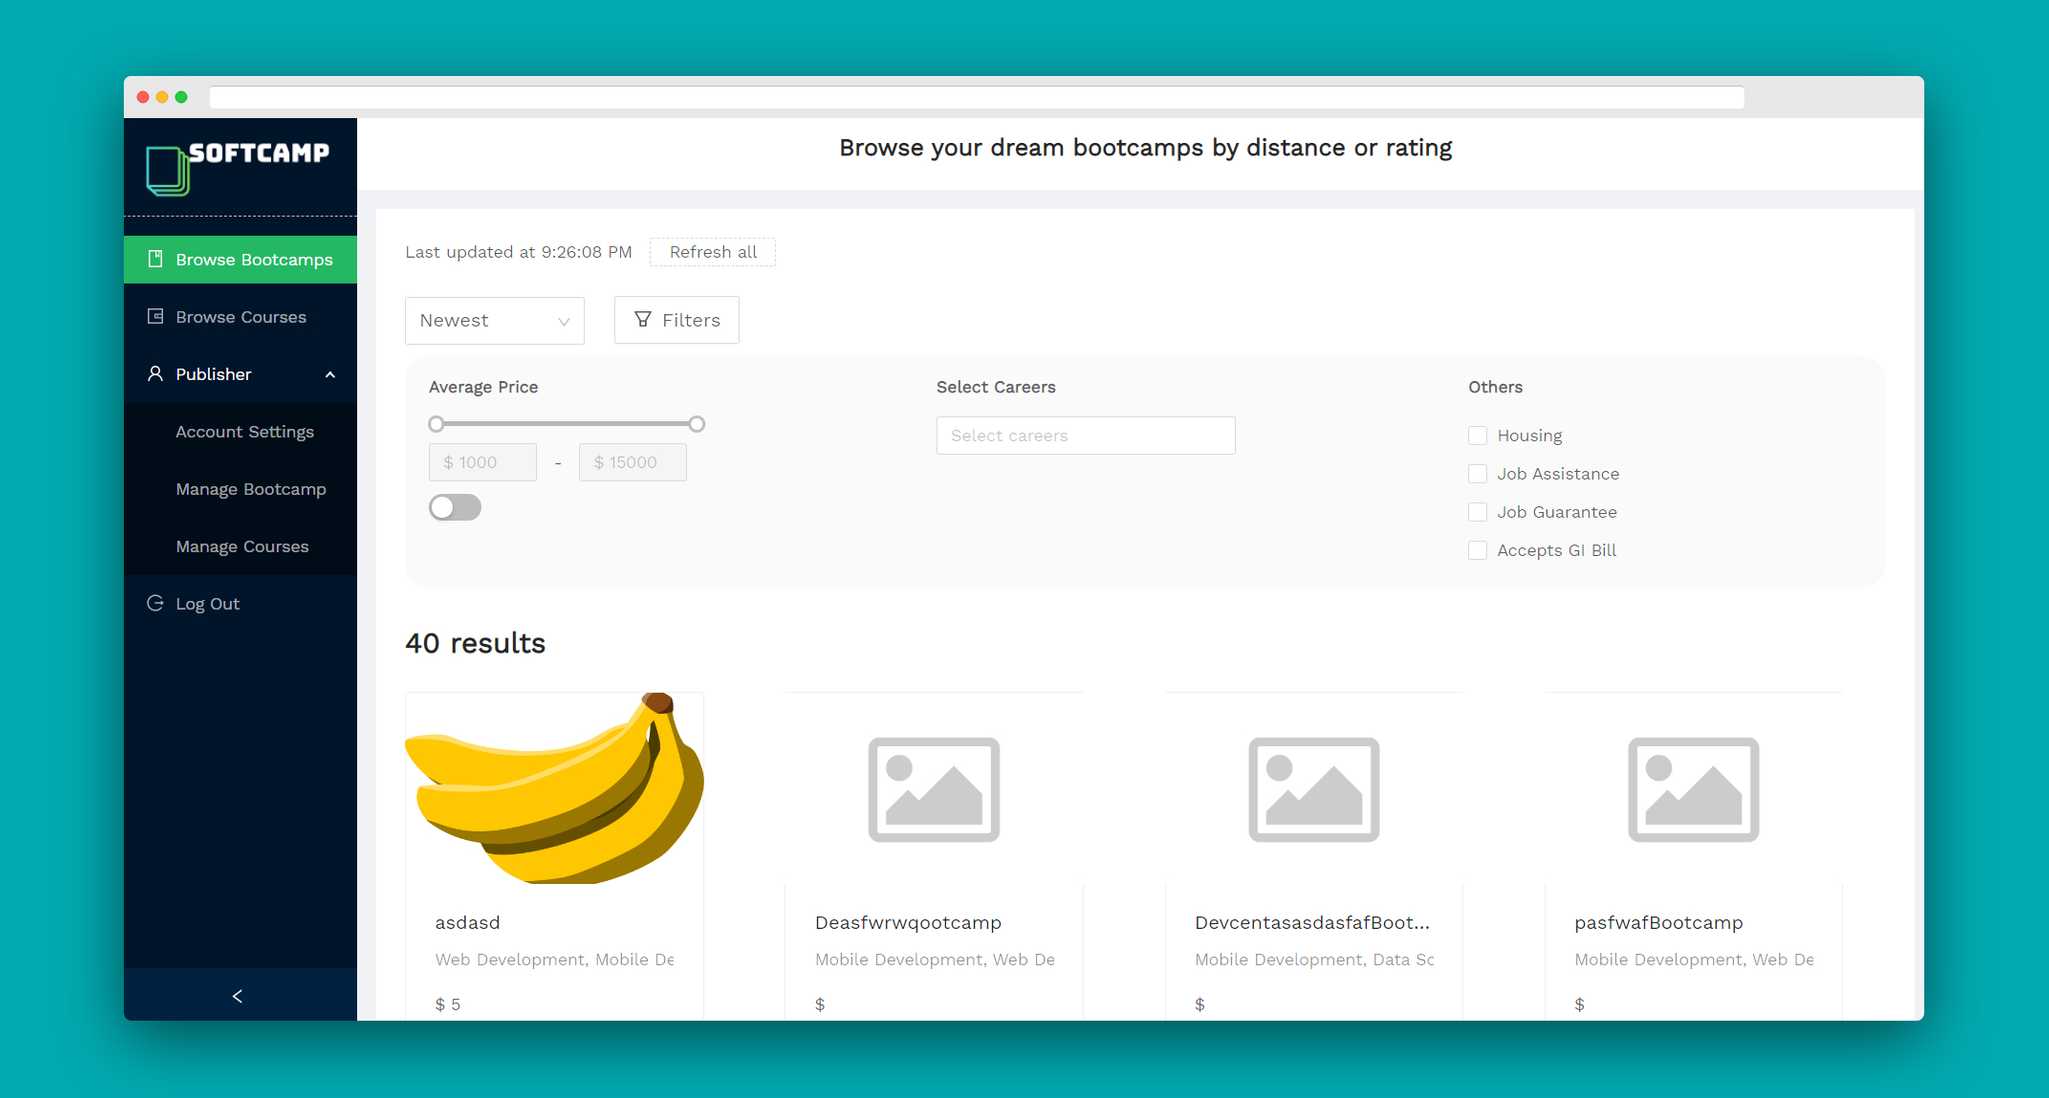 SOFTCAMP
Browse your dream bootcamps by distance or rating
Browse Bootcamps
Browse Courses
Publisher
Account Settings
Manage Bootcamp
Manage Courses
Log Out
Last updated at 9:26:08 PM
Refresh all
Newest
Filters
Average Price
$ 1000 - $ 15000
Select Careers
Select careers
Others
Housing
Job Assistance
Job Guarantee
Accepts GI Bill
40 results
asdasd
Web Development, Mobile De
$ 5
Deasfwrwqootcamp
Mobile Development, Web De
$
DevcentasasdasfafBoot...
Mobile Development, Data Sc
$
pasfwafBootcamp
Mobile Development, Web De
$